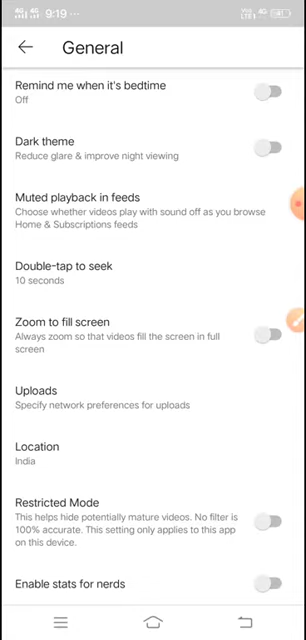 4G 4G 9:19 ···
General
Remind me when it's bedtime
Off
Dark theme
Reduce glare & improve night viewing
Muted playback in feeds
Choose whether videos play with sound off as you browse
Home & Subscriptions feeds
Double-tap to seek
10 seconds
Zoom to fill screen
Always zoom so that videos fill the screen in full
screen
Uploads
Specify network preferences for uploads
Location
India
Restricted Mode
This helps hide potentially mature videos. No filter is
100% accurate. This setting only applies to this app
on this device.
Enable stats for nerds